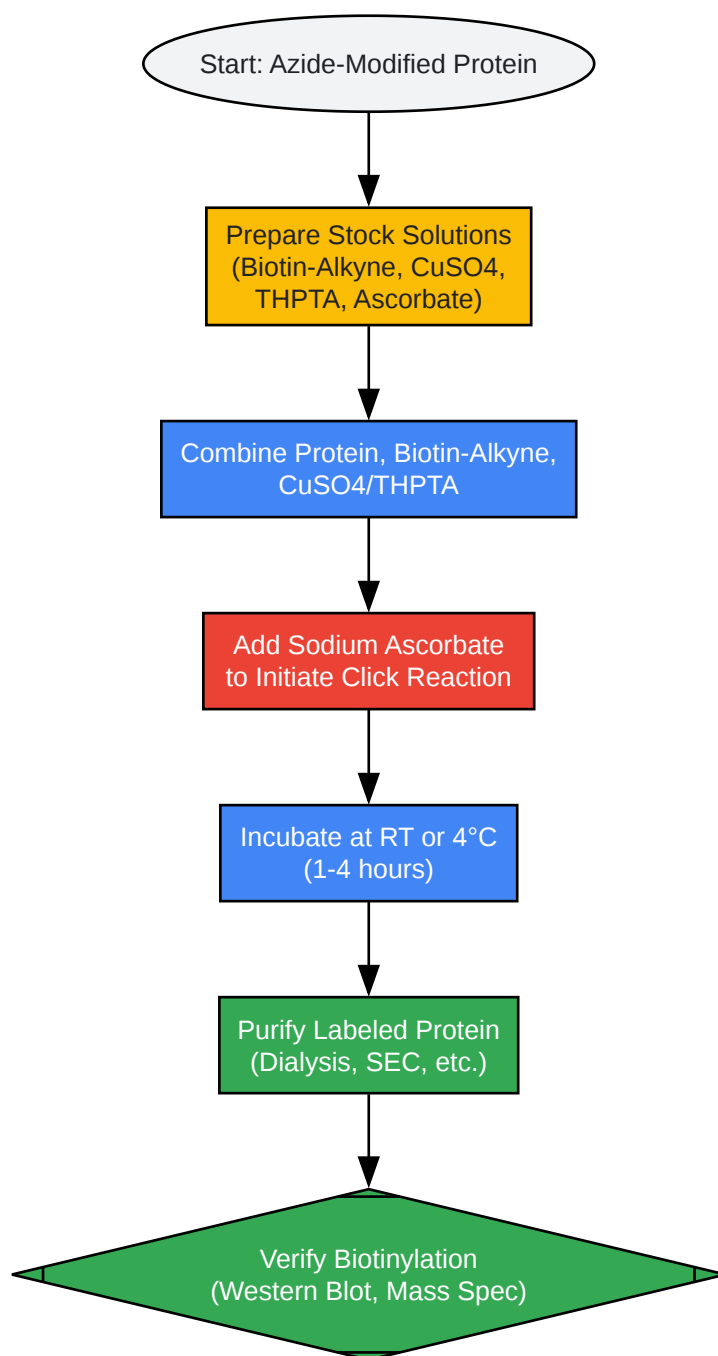 Start: Azide-Modified Protein
Prepare Stock Solutions
(Biotin-Alkyne, CuSO4,
THPTA, Ascorbate)
Combine Protein, Biotin-Alkyne,
CuSO4/THPTA
Add Sodium Ascorbate
to Initiate Click Reaction
Incubate at RT or 4°C
(1-4 hours)
Purify Labeled Protein
(Dialysis, SEC, etc.)
Verify Biotinylation
(Western Blot, Mass Spec)